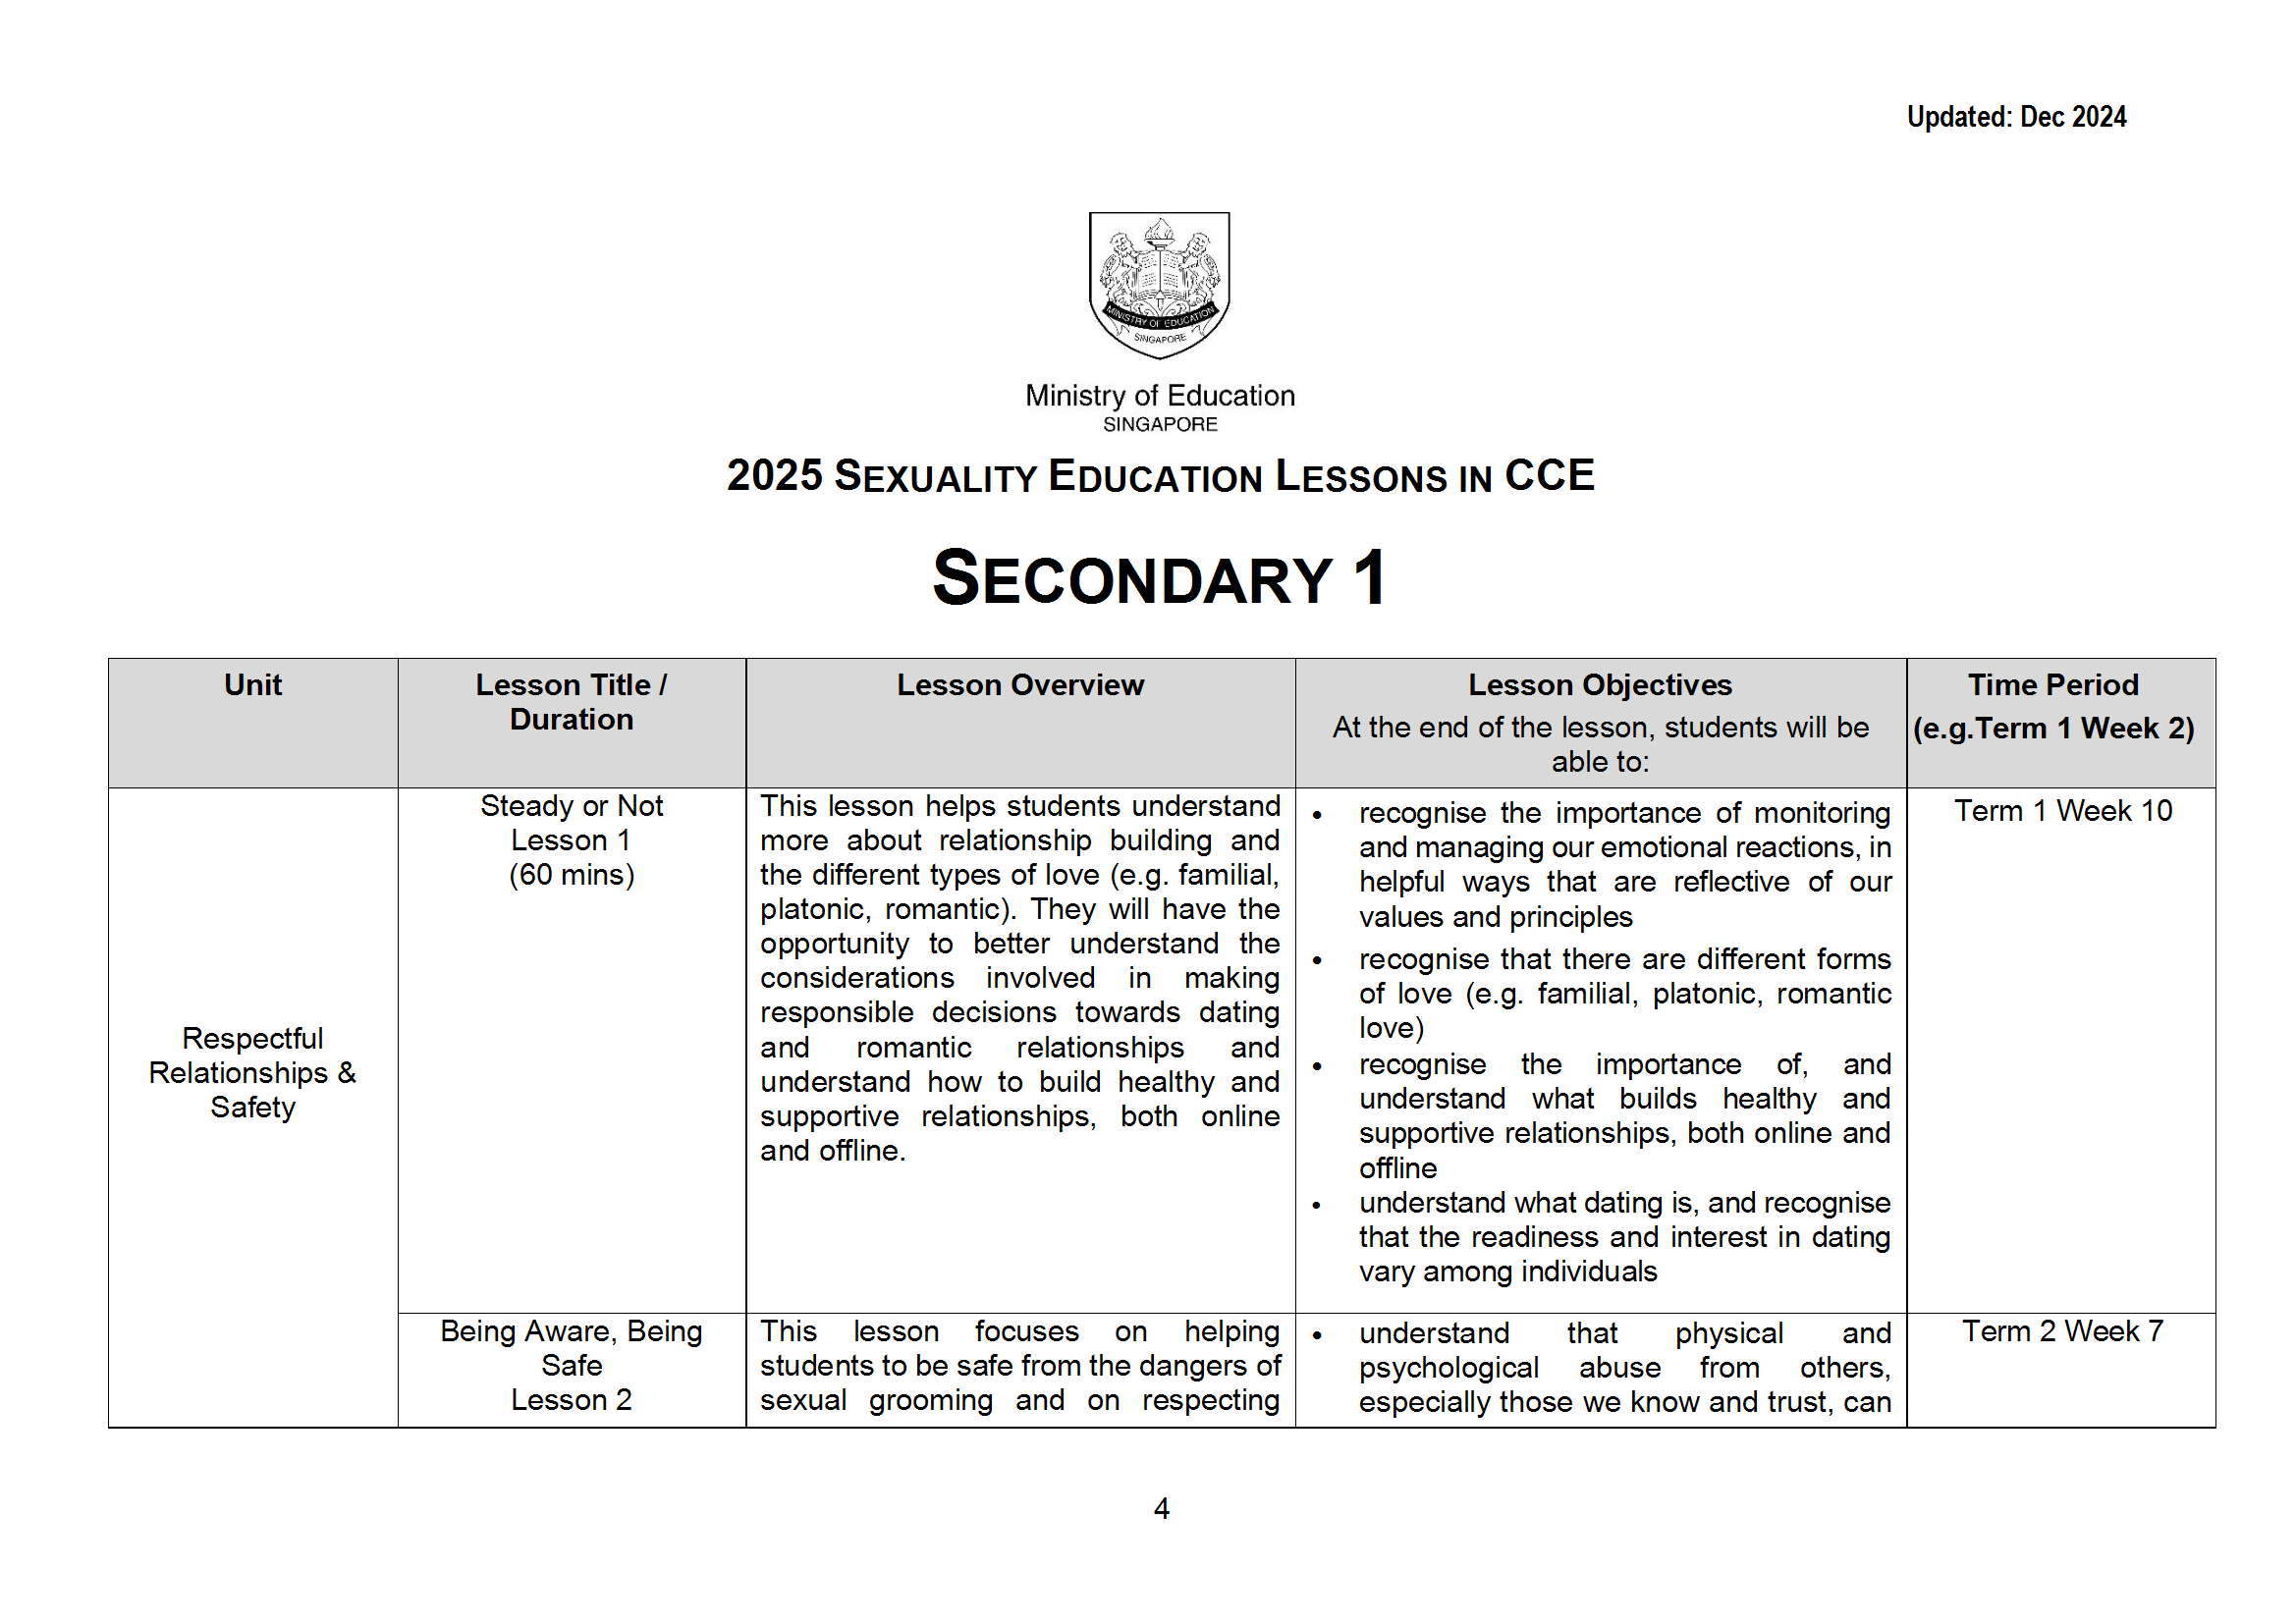 Updated: Dec 2024
MINISTRY OF EDUCATION
SINGAPORE
Ministry of Education
SINGAPORE
2025 SEXUALITY EDUCATION LESSONS IN CCE
SECONDARY 1
Unit
Lesson Title /
Duration
Lesson Overview
Lesson Objectives
At the end of the lesson, students will be
able to:
Time Period
(e.g.Term 1 Week 2)
Respectful
Relationships &
Safety
Steady or Not
Lesson 1
(60 mins)
This lesson helps students understand
more about relationship building and
the different types of love (e.g. familial,
platonic, romantic). They will have the
opportunity to better understand the
considerations involved in making
responsible decisions towards dating
and romantic relationships and
understand how to build healthy and
supportive relationships, both online
and offline.
• recognise the importance of monitoring
and managing our emotional reactions, in
helpful ways that are reflective of our
values and principles
• recognise that there are different forms
of love (e.g. familial, platonic, romantic
love)
• recognise the importance of, and
understand what builds healthy and
supportive relationships, both online and
offline
• understand what dating is, and recognise
that the readiness and interest in dating
vary among individuals
Term 1 Week 10
Being Aware, Being
Safe
Lesson 2
This lesson focuses on helping
students to be safe from the dangers of
sexual grooming and on respecting
• understand that physical and
psychological abuse from others,
especially those we know and trust, can
Term 2 Week 7
4